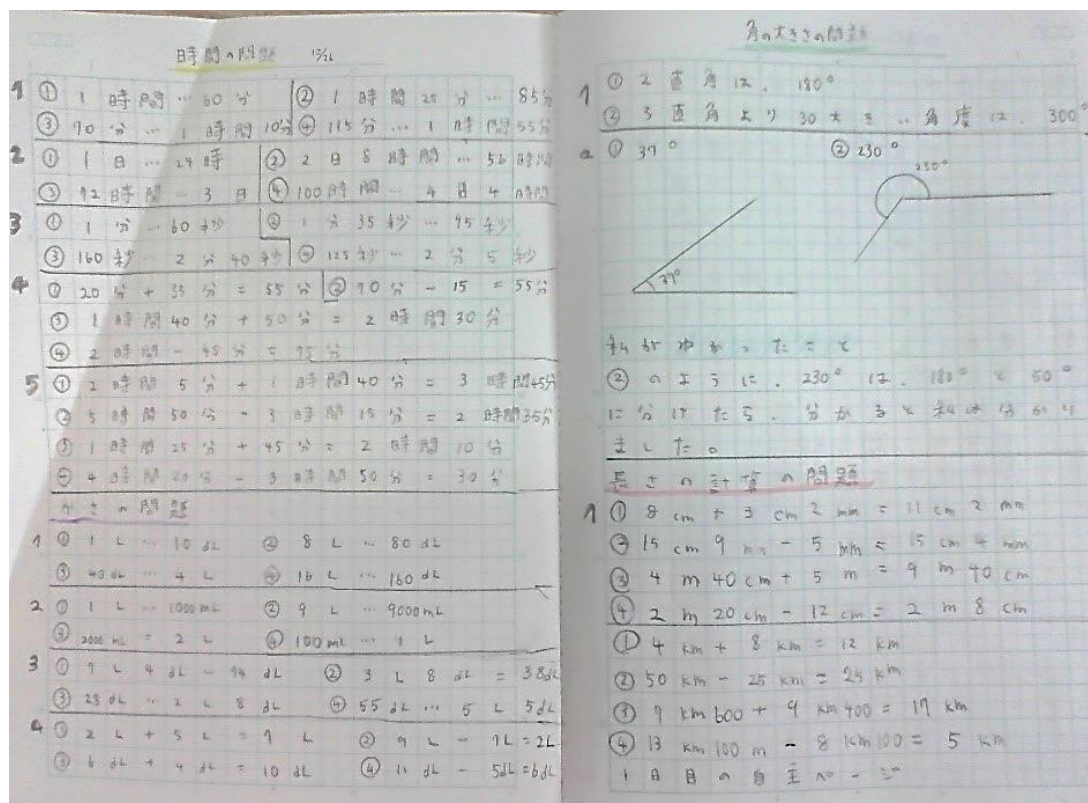 時間の問題 12/26
1 ① 1時間…60分 ② 1時間25分…85分
③ 70分…1時間10分 ④ 115分…1時間55分
2 ① 1日…24時 ② 2日8時間…56時間
③ 72時間…3日 ④ 100時間…4日4時間
3 ① 1分…60秒 ② 1分35秒…95秒
③ 160秒…2分40秒 ④ 125秒…2分5秒
4 ① 20分+35分=55分 ② 70分-15=55分
③ 1時間40分+50分=2時間30分
④ 2時間-45分=75分
5 ① 2時間5分+1時間40分=3時間45分
② 5時間50分-3時間15分=2時間35分
③ 1時間25分+45分=2時間10分
④ 4時間20分-3時間50分=30分
かさの問題
1 ① 1L…10dL ② 8L…80dL
③ 40dL…4L ④ 16L…160dL
2 ① 1L…1000mL ② 9L…9000mL
③ 2000mL=2L ④ 100mL…1L
3 ① 7L4dL-74dL ② 3L8dL=38dL
③ 28dL…2L8dL ④ 55dL…5L5dL
4 ① 2L+5L=7L ② 9L-7L=2L
③ 6dL+4dL=10dL ④ 11dL-5dL=6dL
角の大きさの問題
1 ① 2直角は、180°
② 3直角より30大きい角度は、300°
2 ① 37° ② 230°
230°
37°
私がわかったこと
②のように、230°は、180°と50°
に分けたら、分かると私は分かり
ました。
長さの計算の問題
1 ① 8cm+3cm2mm=11cm2mm
② 15cm9mm-5mm=15cm4mm
③ 4m40cm+5m=9m40cm
④ 2m20cm-12cm=2m8cm
① 4km+8km=12km
② 50km-25km=25km
③ 7km600+9km400=17km
④ 13km100m-8km100=5km
1日目の自主ページ